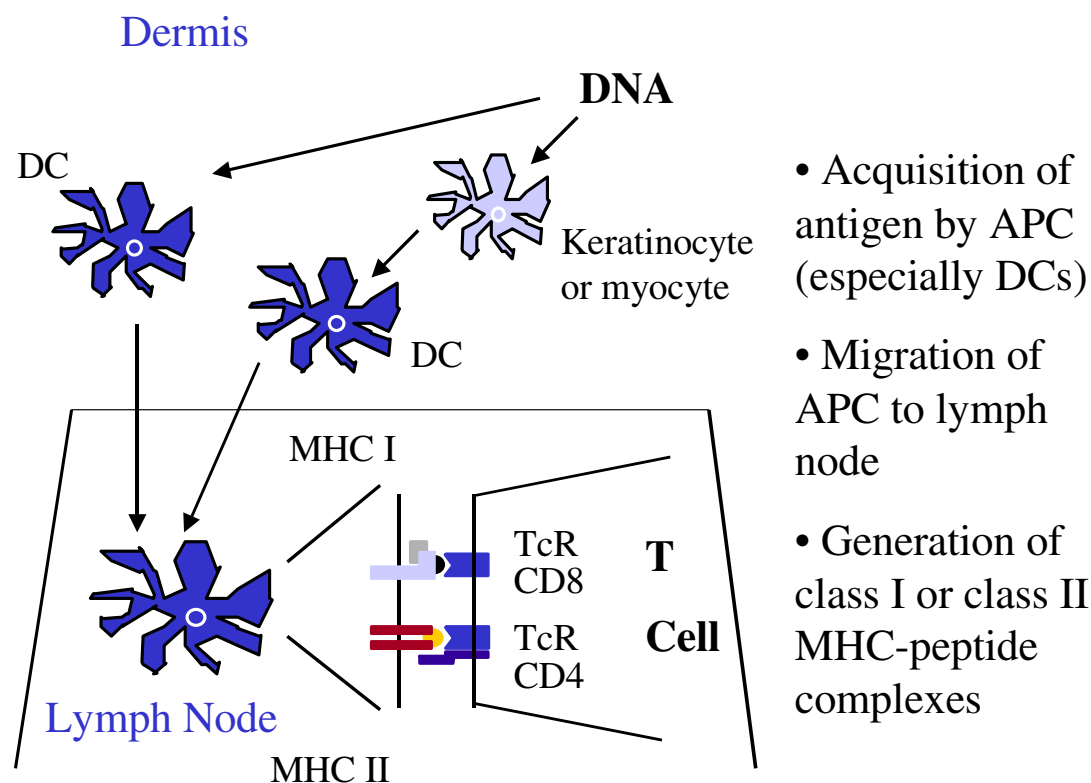 Dermis
DNA
DC
Keratinocyte
or myocyte
DC
MHC I
TcR
CD8
T
TcR
CD4
Cell
Lymph Node
MHC II
• Acquisition of
antigen by APC
(especially DCs)
• Migration of
APC to lymph
node
• Generation of
class I or class II
MHC-peptide
complexes